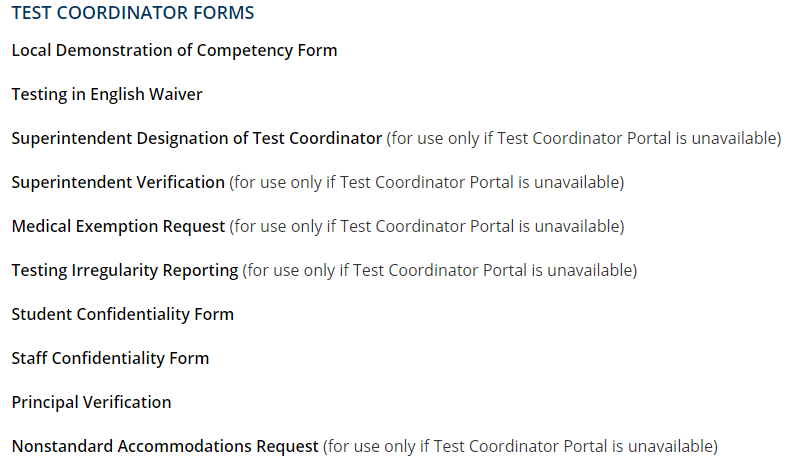 TEST COORDINATOR FORMS
Local Demonstration of Competency Form
Testing in English Waiver
Superintendent Designation of Test Coordinator (for use only if Test Coordinator Portal is unavailable)
Superintendent Verification (for use only if Test Coordinator Portal is unavailable)
Medical Exemption Request (for use only if Test Coordinator Portal is unavailable)
Testing Irregularity Reporting (for use only if Test Coordinator Portal is unavailable)
Student Confidentiality Form
Staff Confidentiality Form
Principal Verification
Nonstandard Accommodations Request (for use only if Test Coordinator Portal is unavailable)